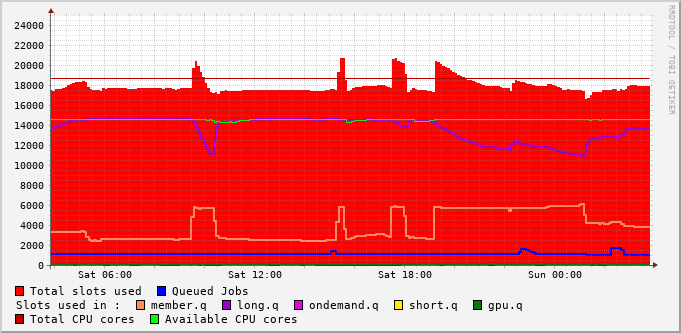 24000
22000
20000
18000
16000
14000
12000
10000
8000
6000
4000
2000
0
Sat 06:00 Sat 12:00 Sat 18:00 Sun 00:00
Total slots used Queued Jobs
Slots used in : member.q long.q ondemand.q short.q gpu.q
Total CPU cores Available CPU cores
RRDTOOL / TOBI OETIKER